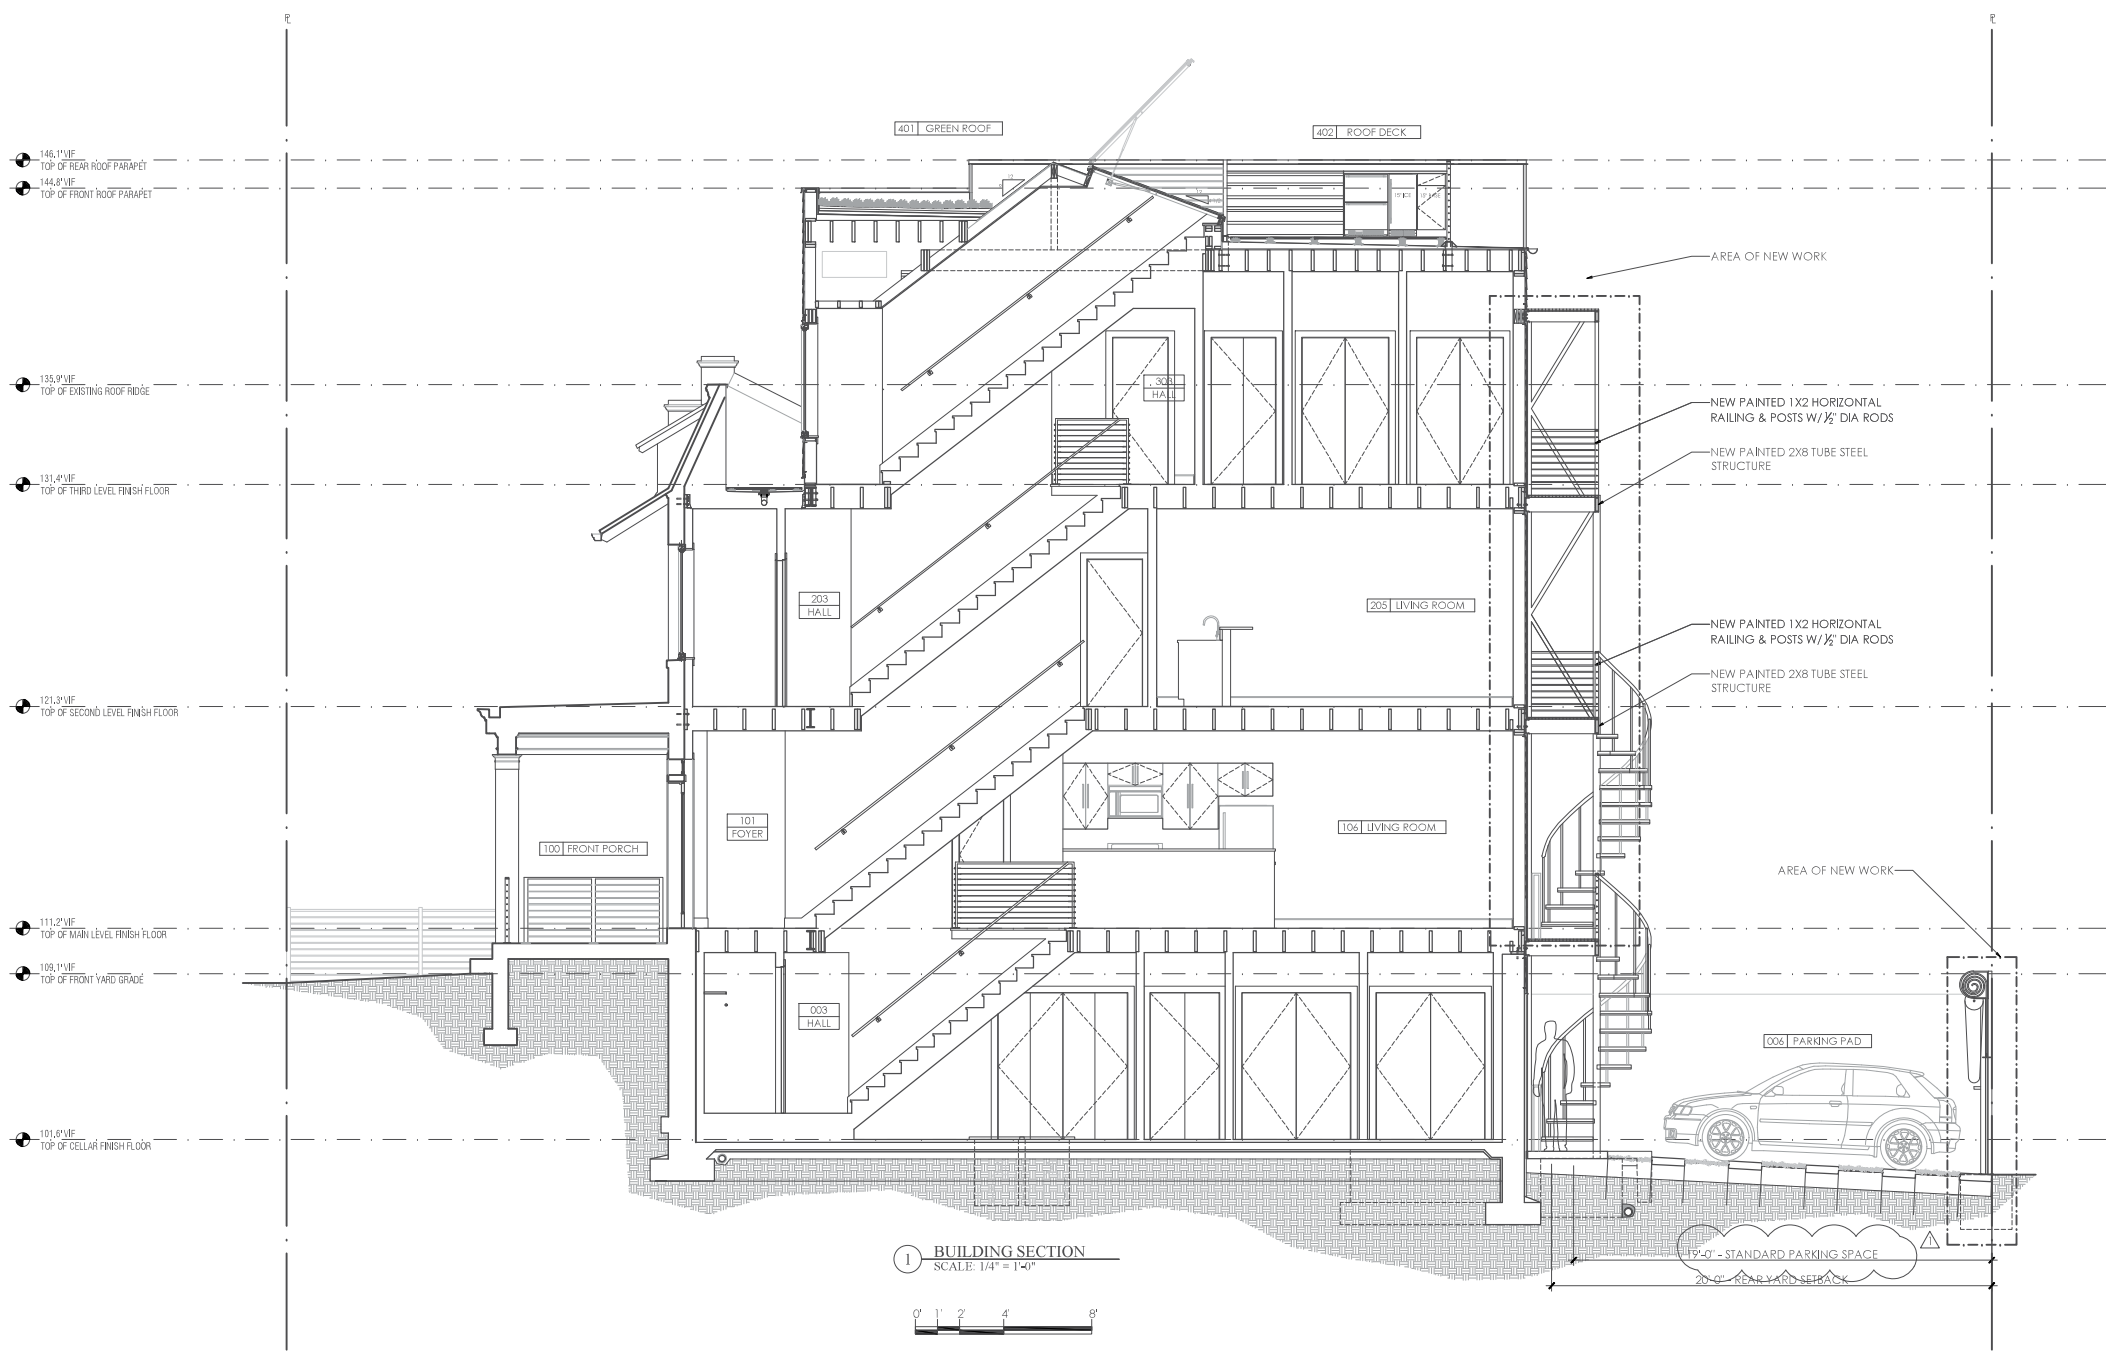 401 GREEN ROOF
402 ROOF DECK
146.1' VIF
TOP OF REAR ROOF PARAPET
144.8' VIF
TOP OF FRONT ROOF PARAPET
12
12
15" ICE
AREA OF NEW WORK
135.9' VIF
TOP OF EXISTING ROOF RIDGE
303
HALL
NEW PAINTED 1X2 HORIZONTAL
RAILING & POSTS W/ ½" DIA RODS
NEW PAINTED 2X8 TUBE STEEL
STRUCTURE
131.4' VIF
TOP OF THIRD LEVEL FINISH FLOOR
203
HALL
205 LIVING ROOM
NEW PAINTED 1X2 HORIZONTAL
RAILING & POSTS W/ ½" DIA RODS
NEW PAINTED 2X8 TUBE STEEL
STRUCTURE
121.3' VIF
TOP OF SECOND LEVEL FINISH FLOOR
101
FOYER
106 LIVING ROOM
100 FRONT PORCH
AREA OF NEW WORK
111.2' VIF
TOP OF MAIN LEVEL FINISH FLOOR
109.1' VIF
TOP OF FRONT YARD GRADE
003
HALL
006 PARKING PAD
101.6' VIF
TOP OF CELLAR FINISH FLOOR
1 BUILDING SECTION
SCALE: 1/4" = 1'-0"
1
19'-0" - STANDARD PARKING SPACE
20'-0" - REAR YARD SETBACK
0' 1' 2' 4' 8'